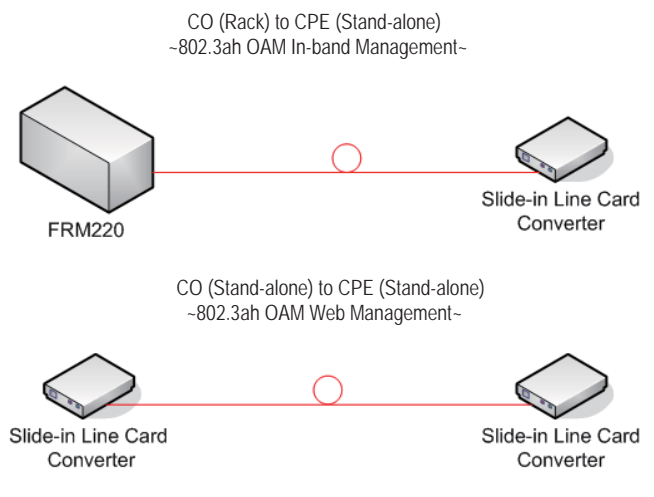 CO (Rack) to CPE (Stand-alone)
~802.3ah OAM In-band Management~
FRM220
Slide-in Line Card
Converter
CO (Stand-alone) to CPE (Stand-alone)
~802.3ah OAM Web Management~
Slide-in Line Card
Converter
Slide-in Line Card
Converter